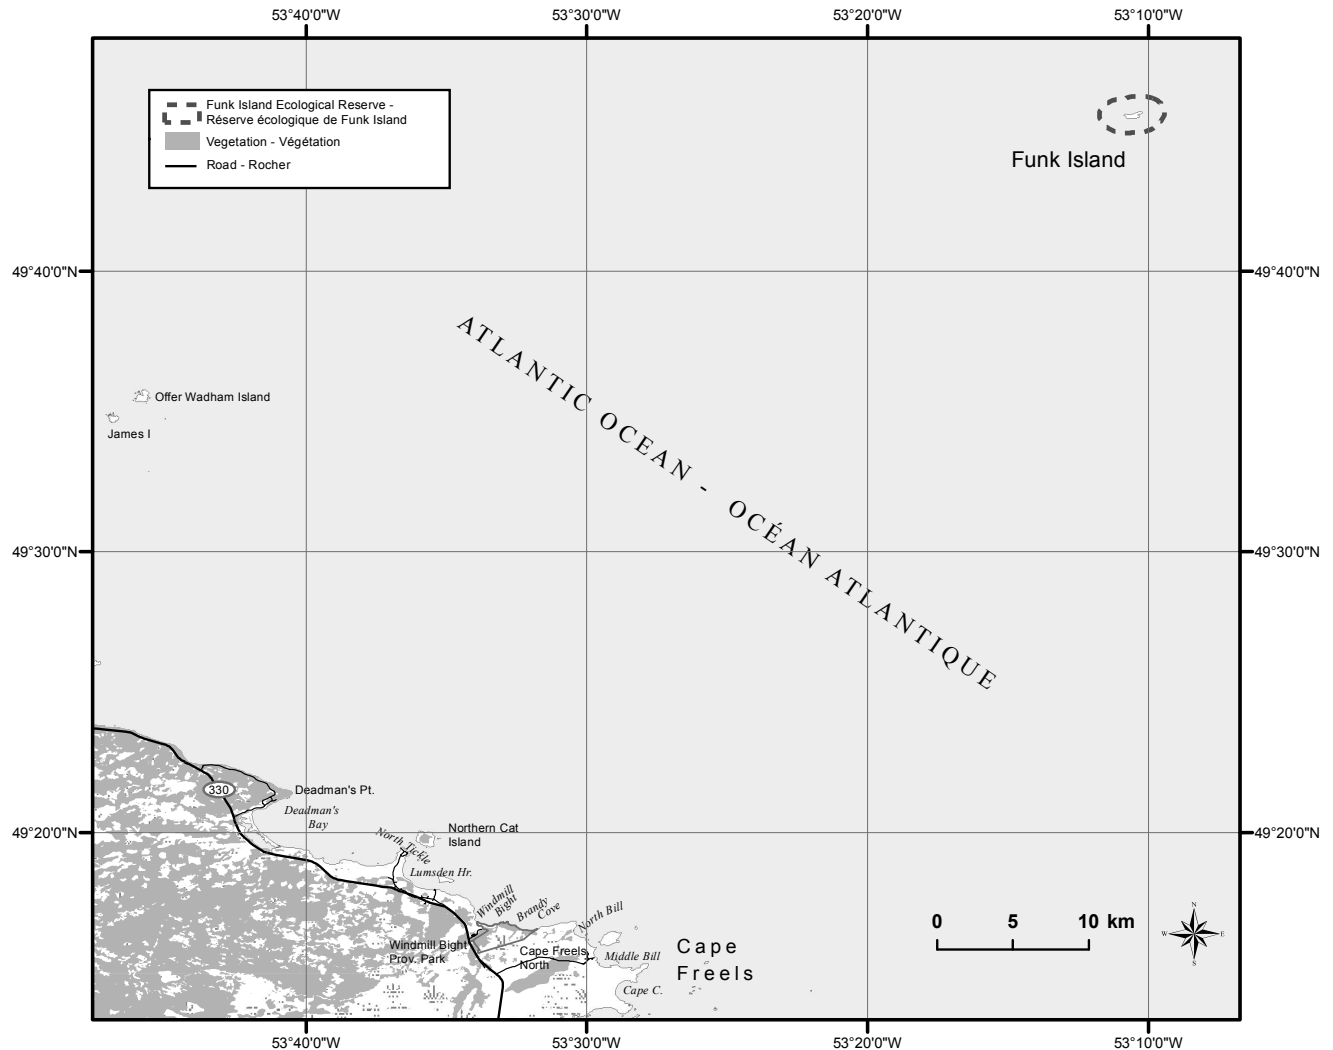 53°40'0"W
53°30'0"W
53°20'0"W
53°10'0"W
Funk Island Ecological Reserve -
Réserve écologique de Funk Island
Vegetation - Végétation
Road - Rocher
Funk Island
49°40'0"N
49°40'0"N
ATLANTIC OCEAN - OCÉAN ATLANTIQUE
Offer Wadham Island
James I
49°30'0"N
49°30'0"N
330
Deadman's Pt.
Deadman's
Bay
49°20'0"N
49°20'0"N
North Tickle
Northern Cat
Island
Lumsden Hr.
Windmill
Bight
Brandy
Cove
North Bill
Windmill Bight
Prov. Park
Cape Freels
North
Middle Bill
Cape C.
Cape
Freels
0 5 10 km
N
W E
S
53°40'0"W
53°30'0"W
53°20'0"W
53°10'0"W